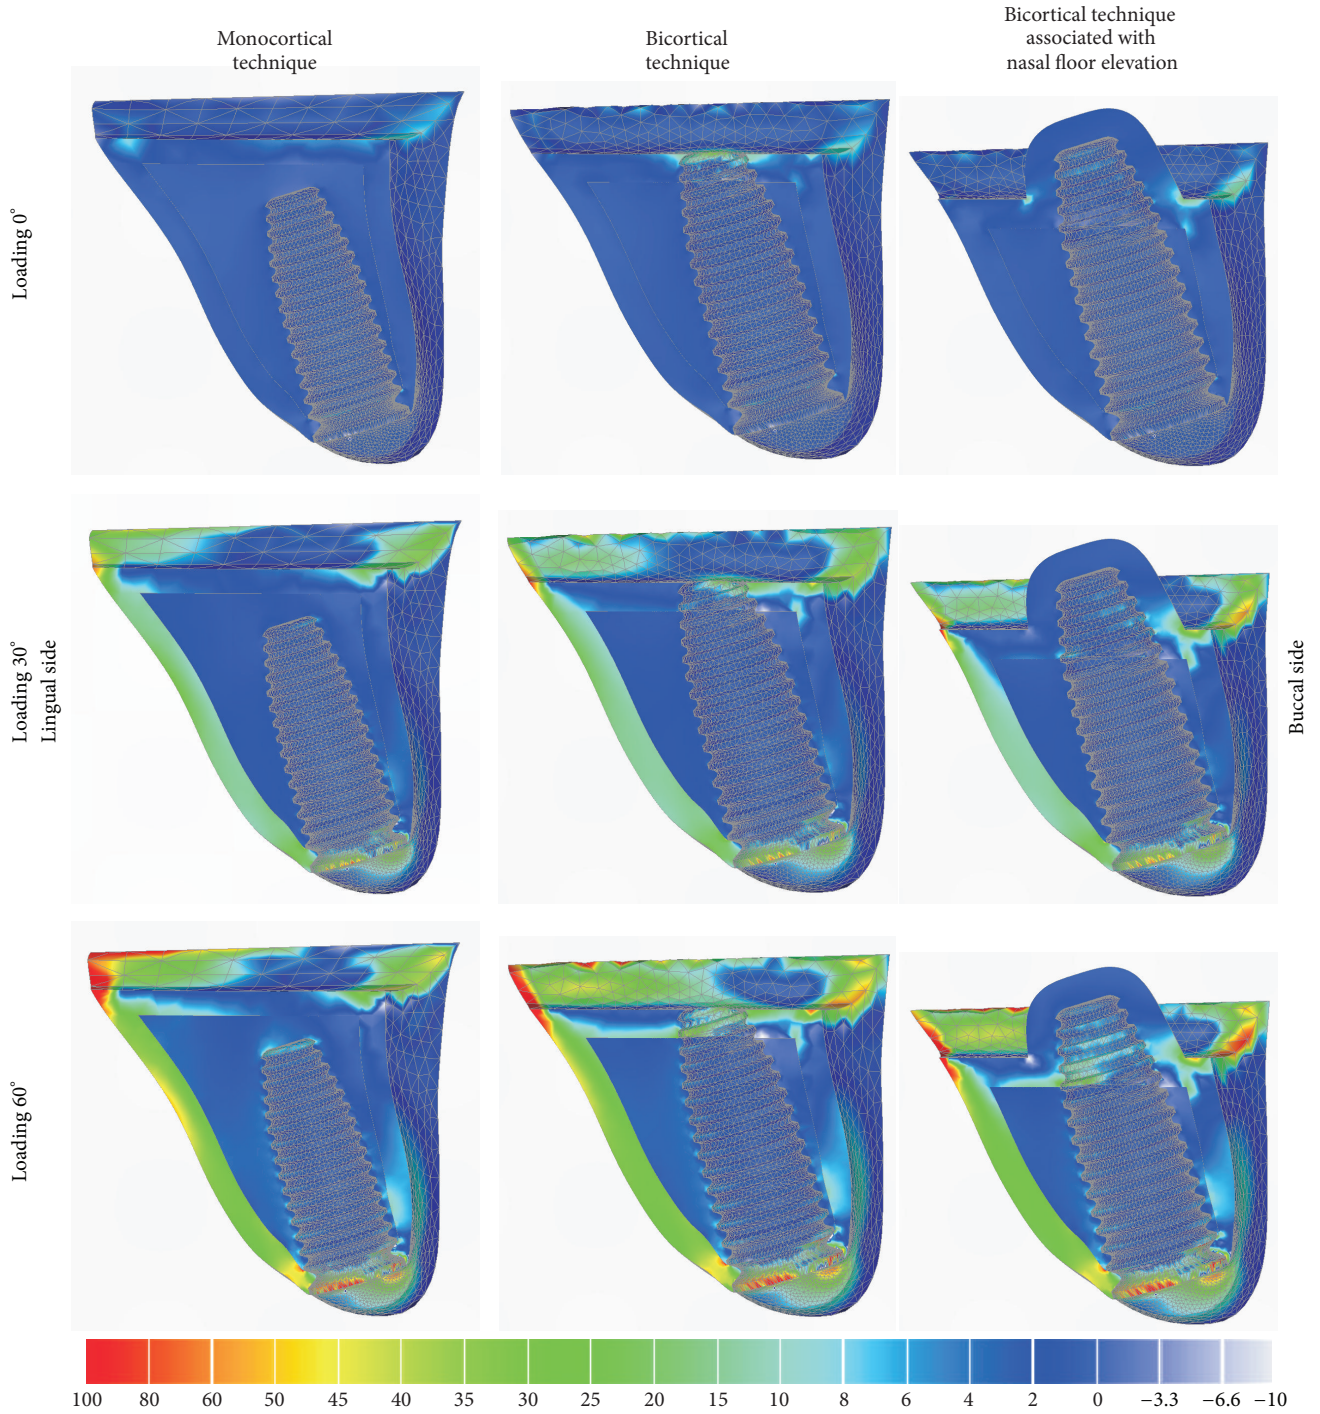 Monocortical
technique
Bicortical
technique
Bicortical technique
associated with
nasal floor elevation
Loading 0°
Loading 30°
Lingual side
Buccal side
Loading 60°
100 80 60 50 45 40 35 30 25 20 15 10 8 6 4 2 0 −3.3 −6.6 −10